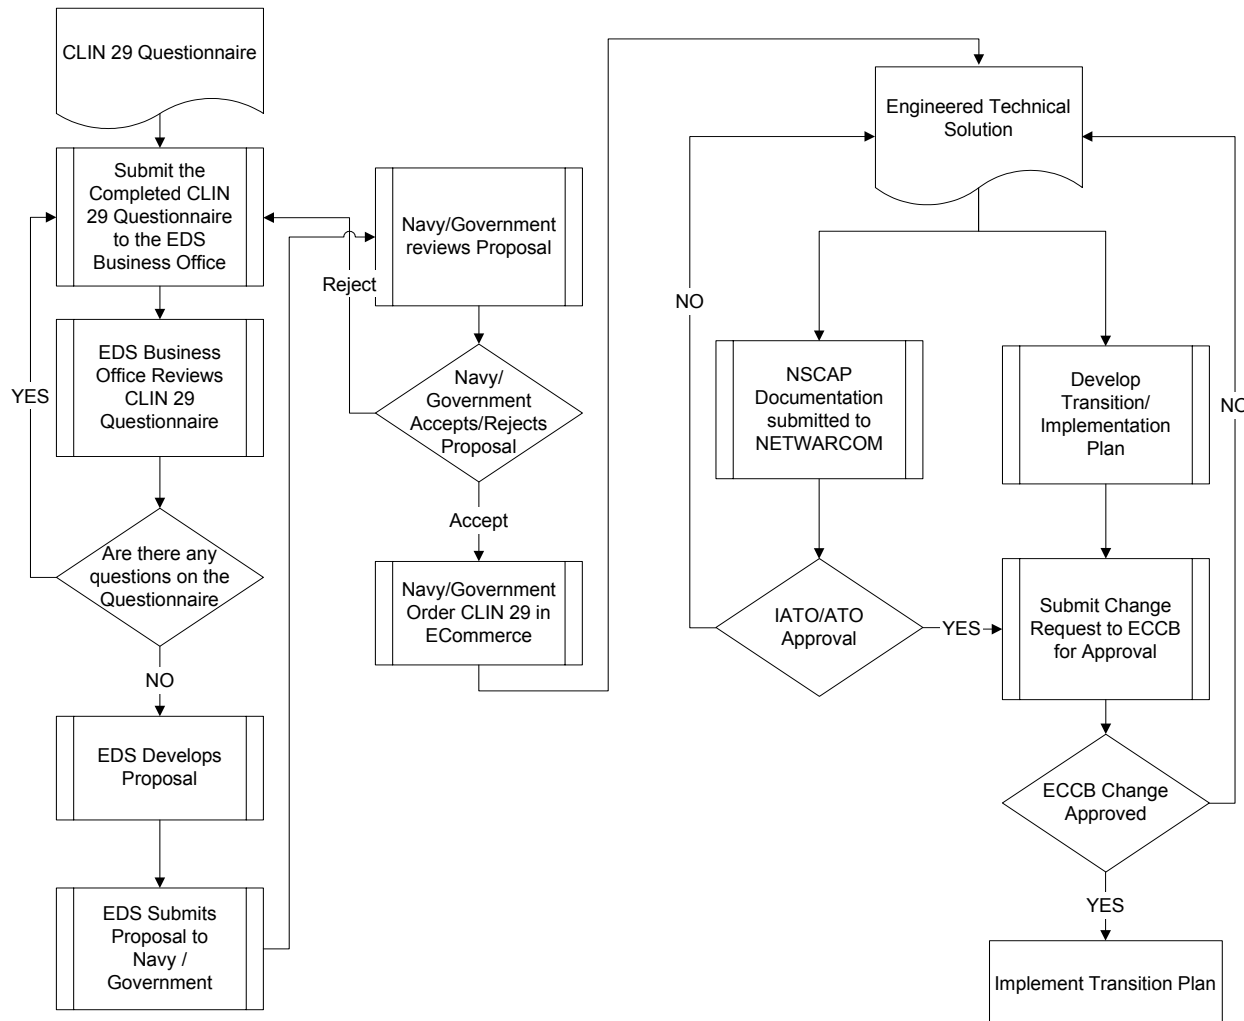 CLIN 29 Questionnaire
Submit the
Completed CLIN
29 Questionnaire
to the EDS
Business Office
EDS Business
Office Reviews
CLIN 29
Questionnaire
YES
Are there any
questions on the
Questionnaire
NO
EDS Develops
Proposal
EDS Submits
Proposal to
Navy /
Government
Navy/Government
reviews Proposal
Reject
Navy/
Government
Accepts/Rejects
Proposal
Accept
Navy/Government
Order CLIN 29 in
ECommerce
Engineered Technical
Solution
NO
NSCAP
Documentation
submitted to
NETWARCOM
Develop
Transition/
Implementation
Plan
NO
IATO/ATO
Approval
YES
Submit Change
Request to ECCB
for Approval
ECCB Change
Approved
YES
Implement Transition Plan